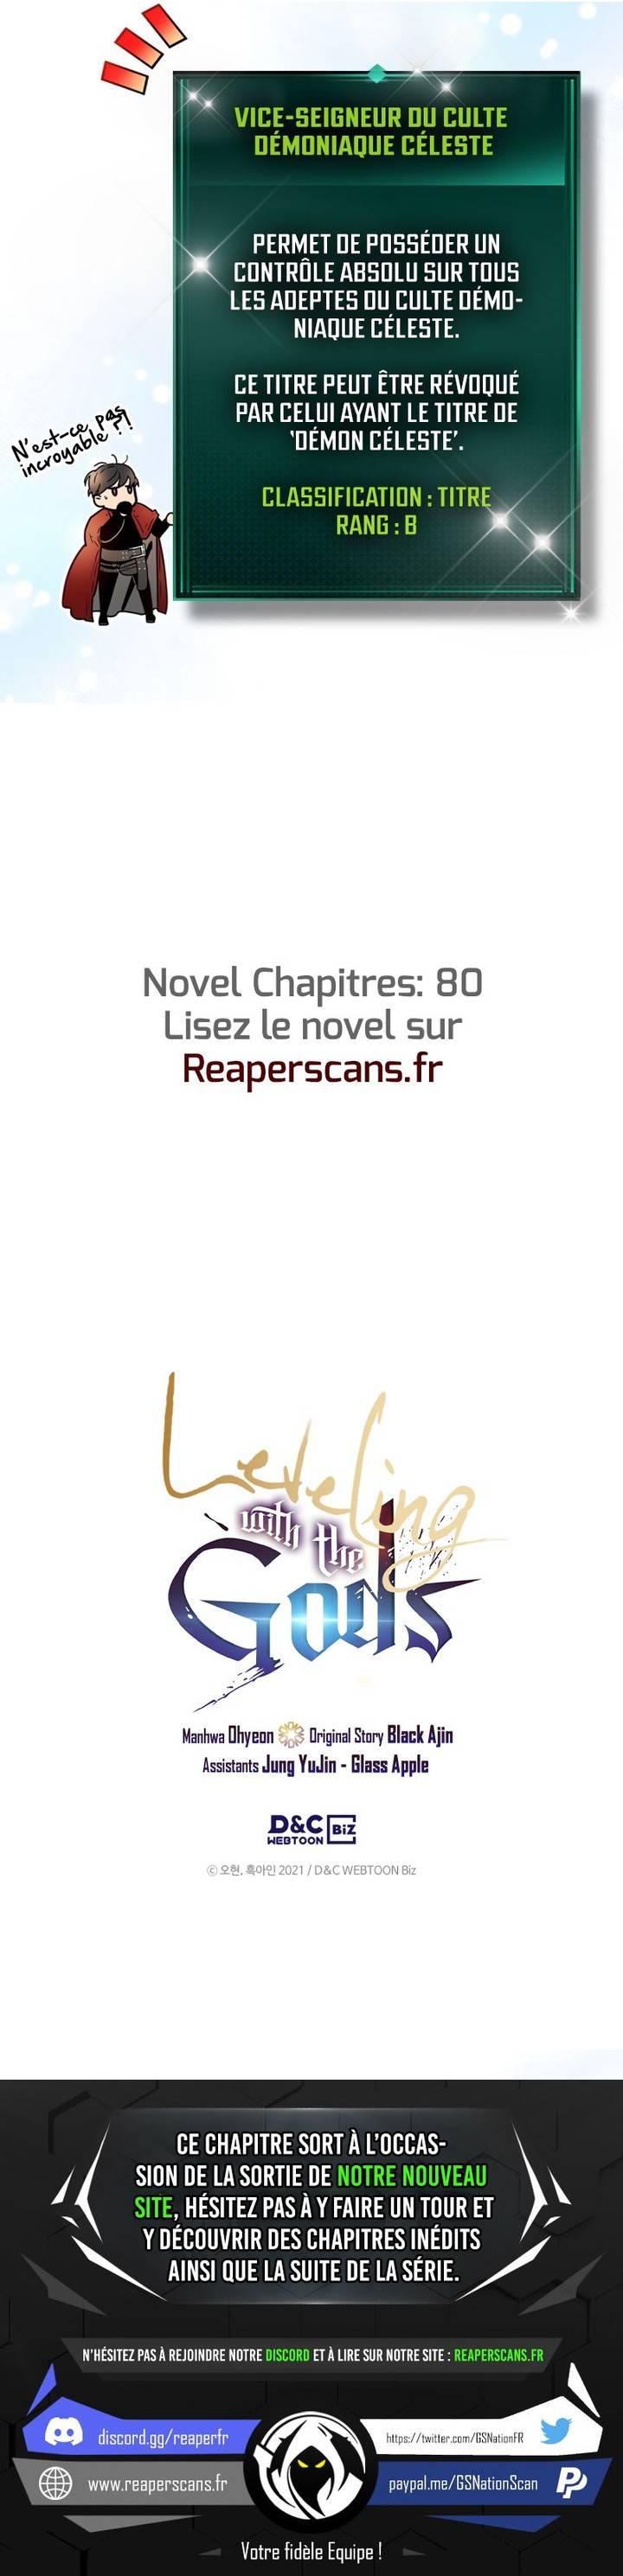 VICE-SEIGNEUR DU CULTE
DÉMONIAQUE CÉLESTE
PERMET DE POSSÉDER UN
CONTRÔLE ABSOLU SUR TOUS
LES ADEPTES DU CULTE DÉMO-
NIAQUE CÉLESTE.
CE TITRE PEUT ÊTRE RÉVOQUÉ
PAR CELUI AYANT LE TITRE DE
'DÉMON CÉLESTE'.
CLASSIFICATION : TITRE
RANG : B
N'est-ce pas
incroyable ?!
Novel Chapitres: 80
Lisez le novel sur
Reaperscans.fr
Leveling
with the
Gods
Manhwa Ohyeon Original Story Black Ajin
Assistants Jung YuJin - Glass Apple
D&C BiZ
WEBTOON
© 오현, 흑아인 2021 / D&C WEBTOON Biz
CE CHAPITRE SORT À L'OCCAS-
SION DE LA SORTIE DE NOTRE NOUVEAU
SITE, HÉSITEZ PAS À Y FAIRE UN TOUR ET
Y DÉCOUVRIR DES CHAPITRES INÉDITS
AINSI QUE LA SUITE DE LA SÉRIE.
N'HÉSITEZ PAS À REJOINDRE NOTRE DISCORD ET À LIRE SUR NOTRE SITE : REAPERSCANS.FR
discord.gg/reaperfr
https://twitter.com/GSNationFR
www.reaperscans.fr
paypal.me/GSNationScan
Votre fidèle Equipe !